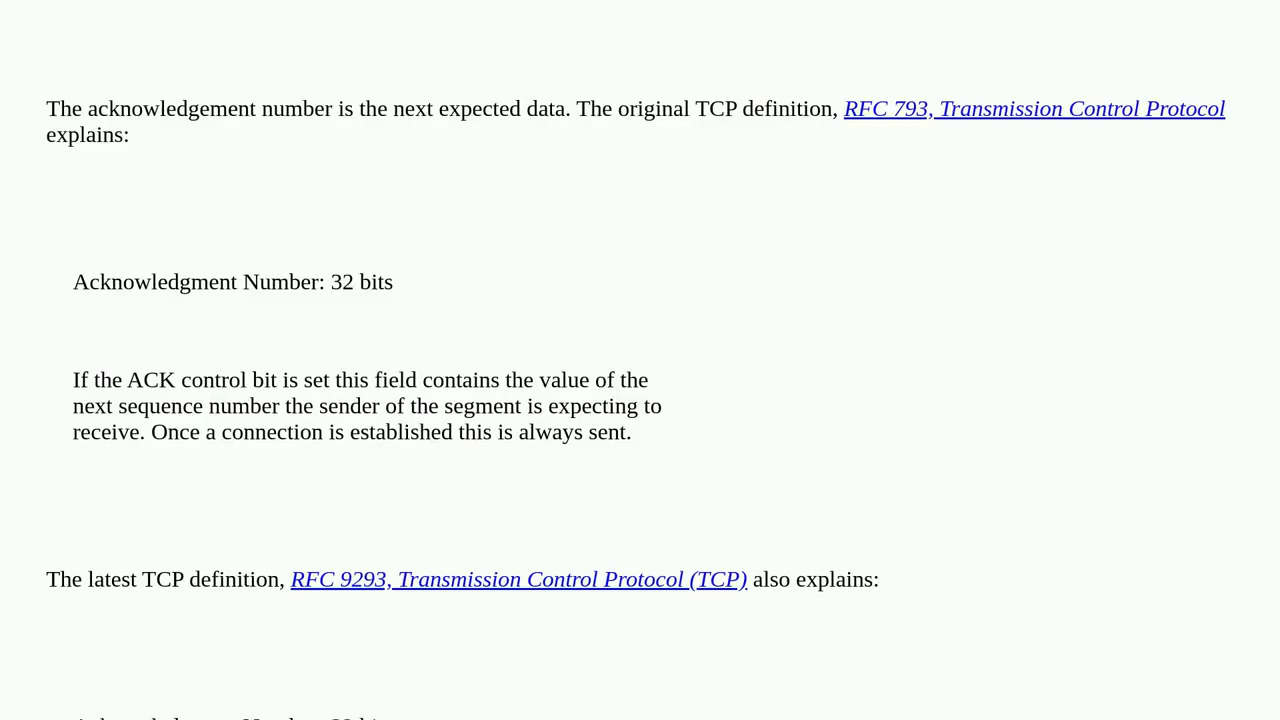 The acknowledgement number is the next expected data. The original TCP definition, RFC 793, Transmission Control Protocol
explains:
Acknowledgment Number: 32 bits
If the ACK control bit is set this field contains the value of the
next sequence number the sender of the segment is expecting to
receive. Once a connection is established this is always sent.
The latest TCP definition, RFC 9293, Transmission Control Protocol (TCP) also explains: